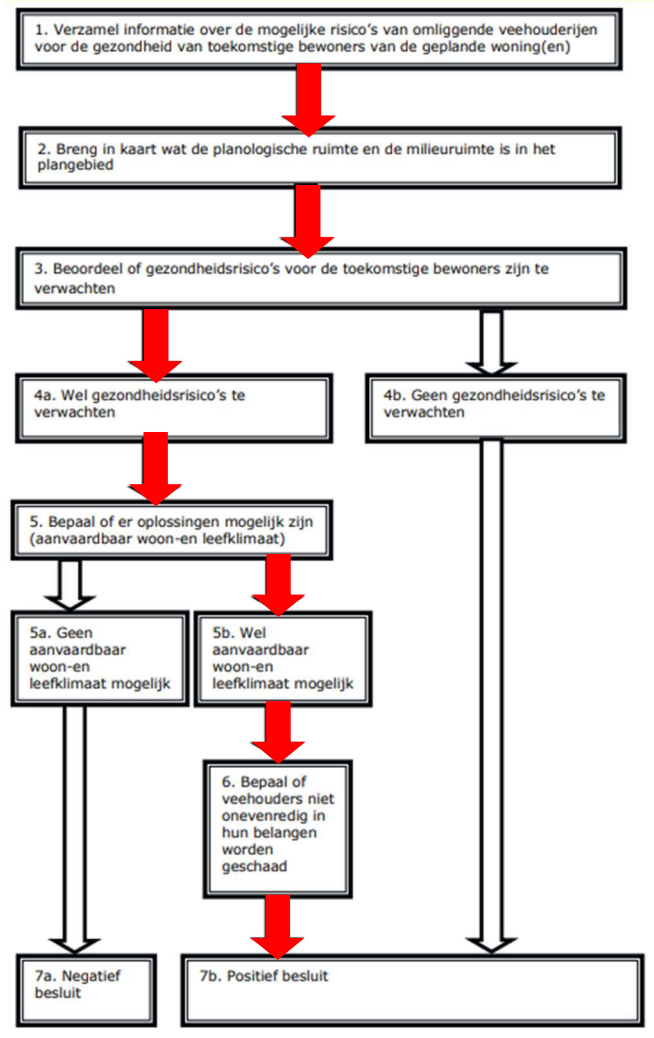 1. Verzamel informatie over de mogelijke risico's van omliggende veehouderijen
voor de gezondheid van toekomstige bewoners van de geplande woning(en)
2. Breng in kaart wat de planologische ruimte en de milieuruimte is in het
plangebied
3. Beoordeel of gezondheidsrisico's voor de toekomstige bewoners zijn te
verwachten
4a. Wel gezondheidsrisico's te
verwachten
4b. Geen gezondheidsrisico's te
verwachten
5. Bepaal of er oplossingen mogelijk zijn
(aanvaardbaar woon-en leefklimaat)
5a. Geen
aanvaardbaar
woon-en
leefklimaat mogelijk
5b. Wel
aanvaardbaar
woon-en
leefklimaat mogelijk
6. Bepaal of
veehouders niet
onevenredig in
hun belangen
worden
geschaad
7a. Negatief
besluit
7b. Positief besluit